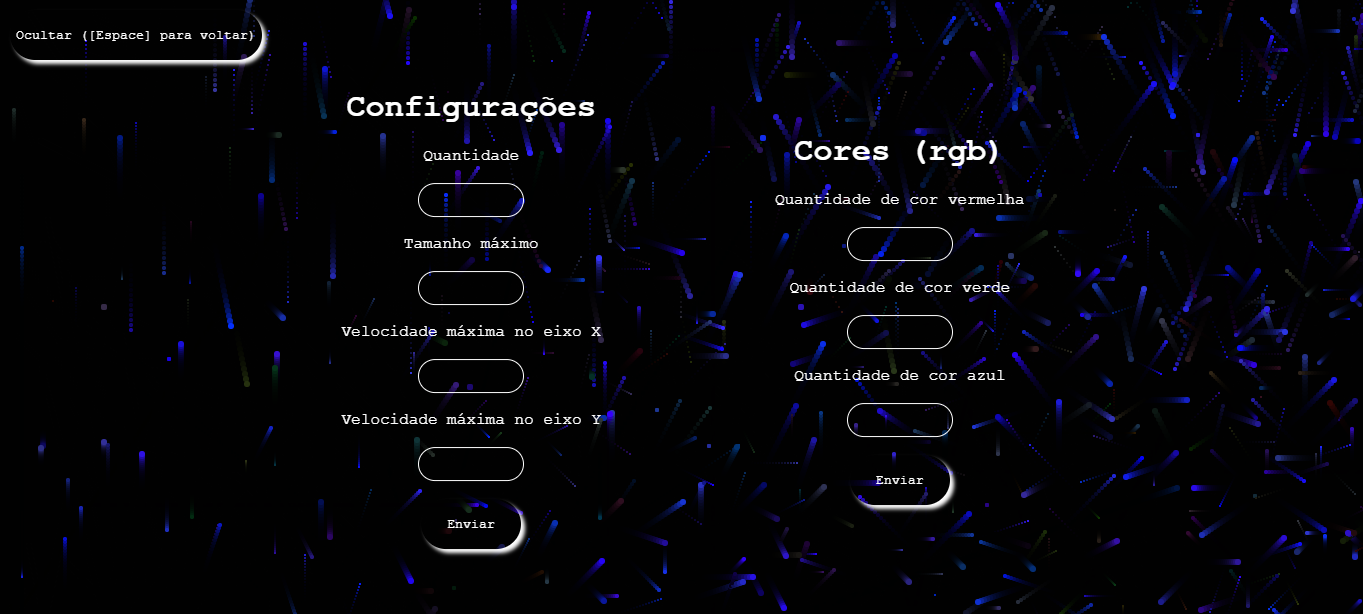 Ocultar ([Espace] para voltar)
Configurações
Quantidade
Tamanho máximo
Velocidade máxima no eixo X
Velocidade máxima no eixo Y
Enviar
Cores (rgb)
Quantidade de cor vermelha
Quantidade de cor verde
Quantidade de cor azul
Enviar